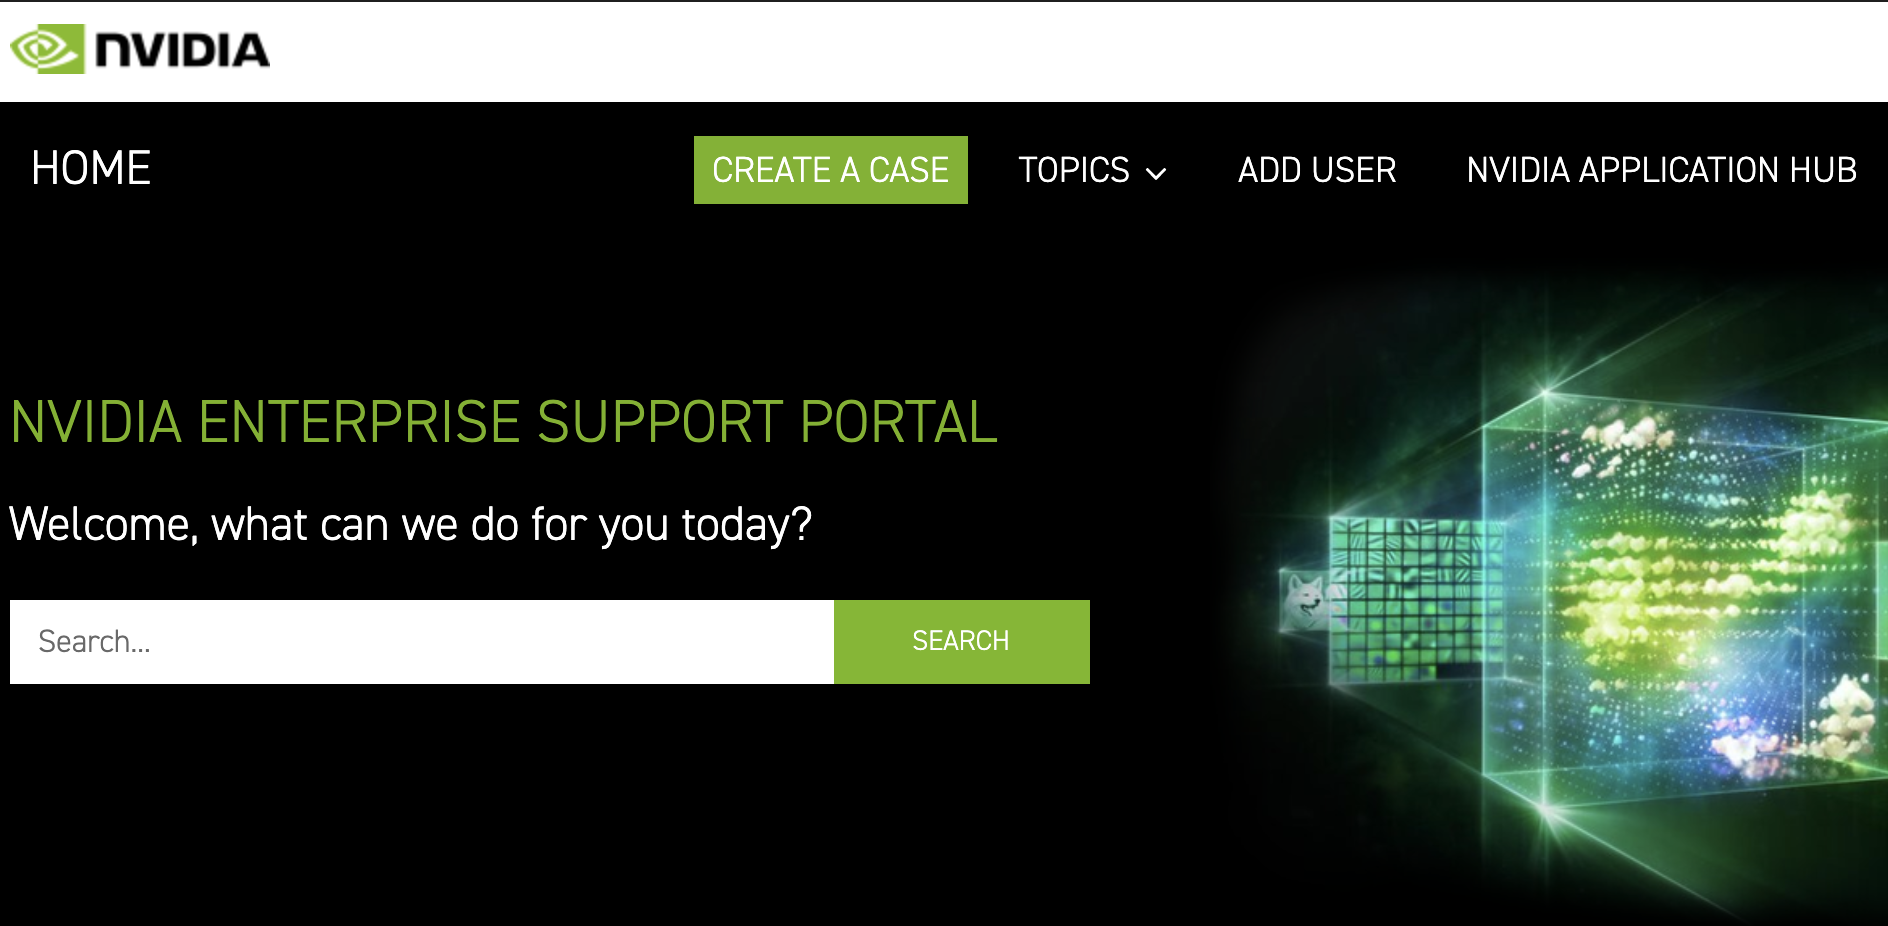 NVIDIA
HOME
CREATE A CASE
TOPICS
ADD USER
NVIDIA APPLICATION HUB
NVIDIA ENTERPRISE SUPPORT PORTAL
Welcome, what can we do for you today?
Search...
SEARCH